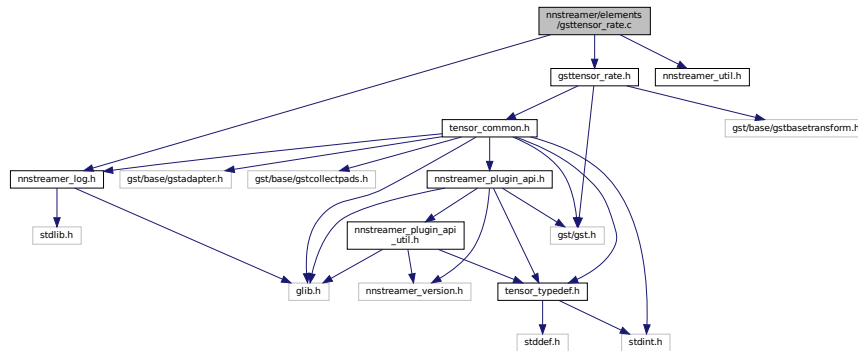 nnstreamer/elements
/gsttensor_rate.c
gsttensor_rate.h
nnstreamer_util.h
tensor_common.h
gst/base/gstbasetransform.h
nnstreamer_log.h
gst/base/gstadapter.h
gst/base/gstcollectpads.h
nnstreamer_plugin_api.h
stdlib.h
nnstreamer_plugin_api
_util.h
gst/gst.h
glib.h
nnstreamer_version.h
tensor_typedef.h
stddef.h
stdint.h